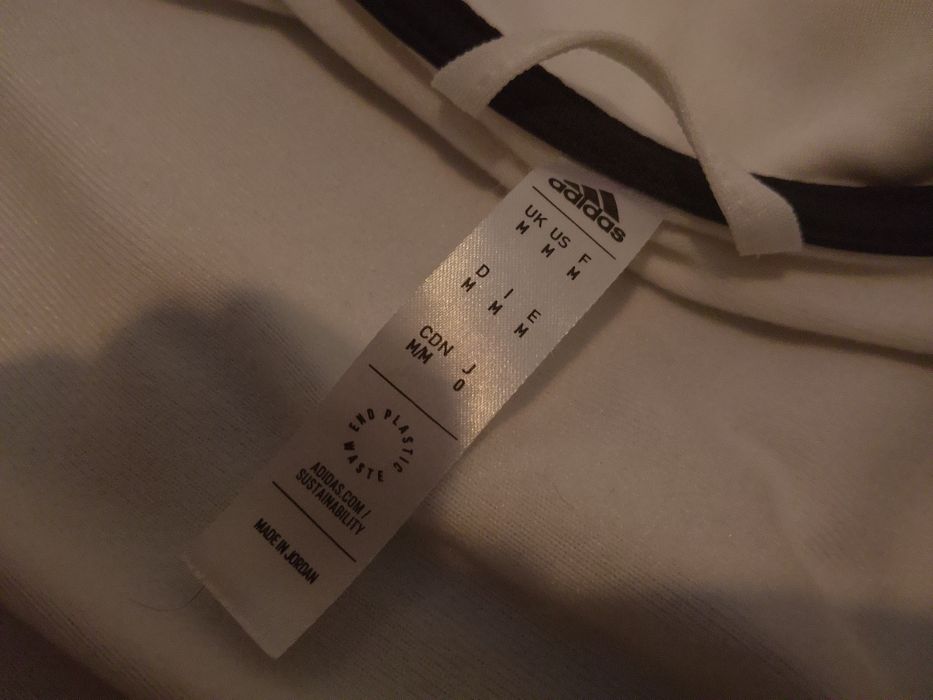 adidas
UK US F
M M M
D I E
M M M
CDN J
M/M O
END PLASTIC WASTE
ADIDAS.COM/
SUSTAINABILITY
MADE IN JORDAN